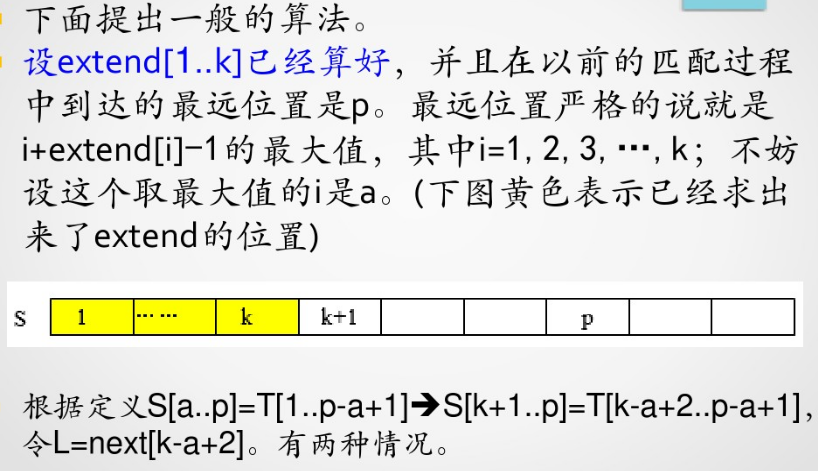 下面提出一般的算法。
设extend[1..k]已经算好，并且在以前的匹配过程
中到达的最远位置是p。最远位置严格的说就是
i+extend[i]-1的最大值，其中i=1, 2, 3, …, k；不妨
设这个取最大值的i是a。(下图黄色表示已经求出
来了extend的位置)
S 1 …… k k+1 p
根据定义S[a..p]=T[1..p-a+1]➔S[k+1..p]=T[k-a+2..p-a+1]，
令L=next[k-a+2]。有两种情况。